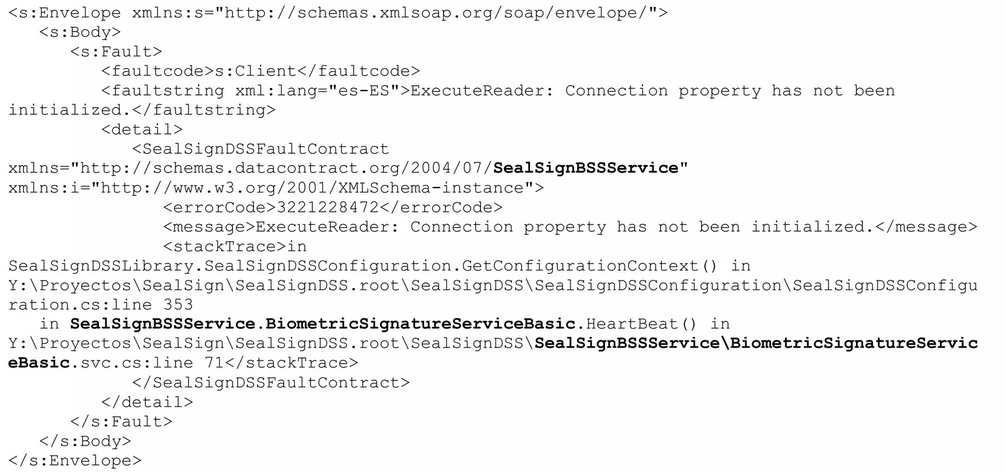 <s:Envelope xmlns:s="http://schemas.xmlsoap.org/soap/envelope/">
<s:Body>
<s:Fault>
<faultcode>s:Client</faultcode>
<faultstring xml:lang="es-ES">ExecuteReader: Connection property has not been
initialized.</faultstring>
<detail>
<SealSignDSSFaultContract
xmlns="http://schemas.datacontract.org/2004/07/SealSignBSSService"
xmlns:i="http://www.w3.org/2001/XMLSchema-instance">
<errorCode>3221228472</errorCode>
<message>ExecuteReader: Connection property has not been initialized.</message>
<stackTrace>in
SealSignDSSLibrary.SealSignDSSConfiguration.GetConfigurationContext() in
Y:\Proyectos\SealSign\SealSignDSS.root\SealSignDSS\SealSignDSSConfiguration\SealSignDSSConfigu
ration.cs:line 353
in SealSignBSSService.BiometricSignatureServiceBasic.HeartBeat() in
Y:\Proyectos\SealSign\SealSignDSS.root\SealSignDSS\SealSignBSSService\BiometricSignatureServic
eBasic.svc.cs:line 71</stackTrace>
</SealSignDSSFaultContract>
</detail>
</s:Fault>
</s:Body>
</s:Envelope>